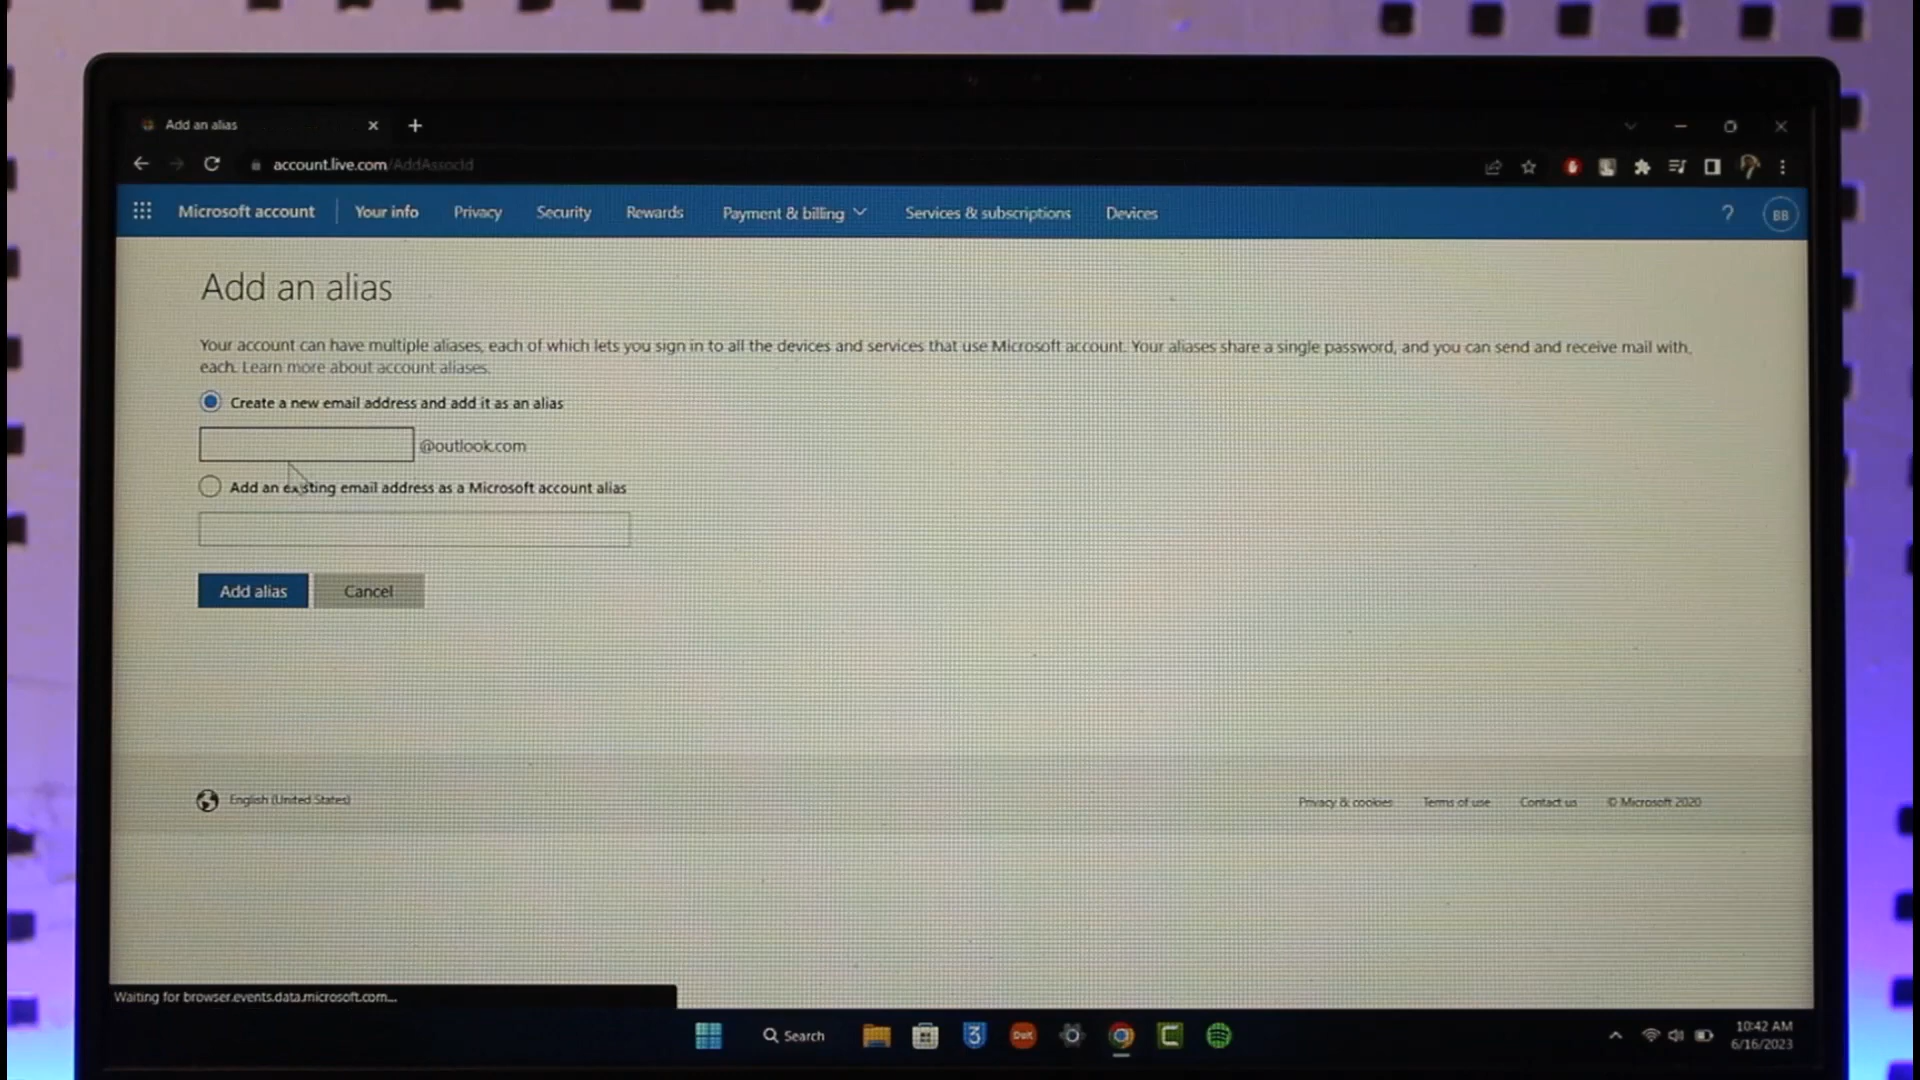 Add an alias
account.live.com/AddAssocId
Microsoft account
Your info
Privacy
Security
Rewards
Payment & billing
Services & subscriptions
Devices
?
BB
Add an alias
Your account can have multiple aliases, each of which lets you sign in to all the devices and services that use Microsoft account. Your aliases share a single password, and you can send and receive mail with
each. Learn more about account aliases.
Create a new email address and add it as an alias
@outlook.com
Add an existing email address as a Microsoft account alias
Add alias
Cancel
English (United States)
Privacy & cookies
Terms of use
Contact us
© Microsoft 2020
Waiting for browser.events.data.microsoft.com...
Search
3
10:42 AM
6/16/2023